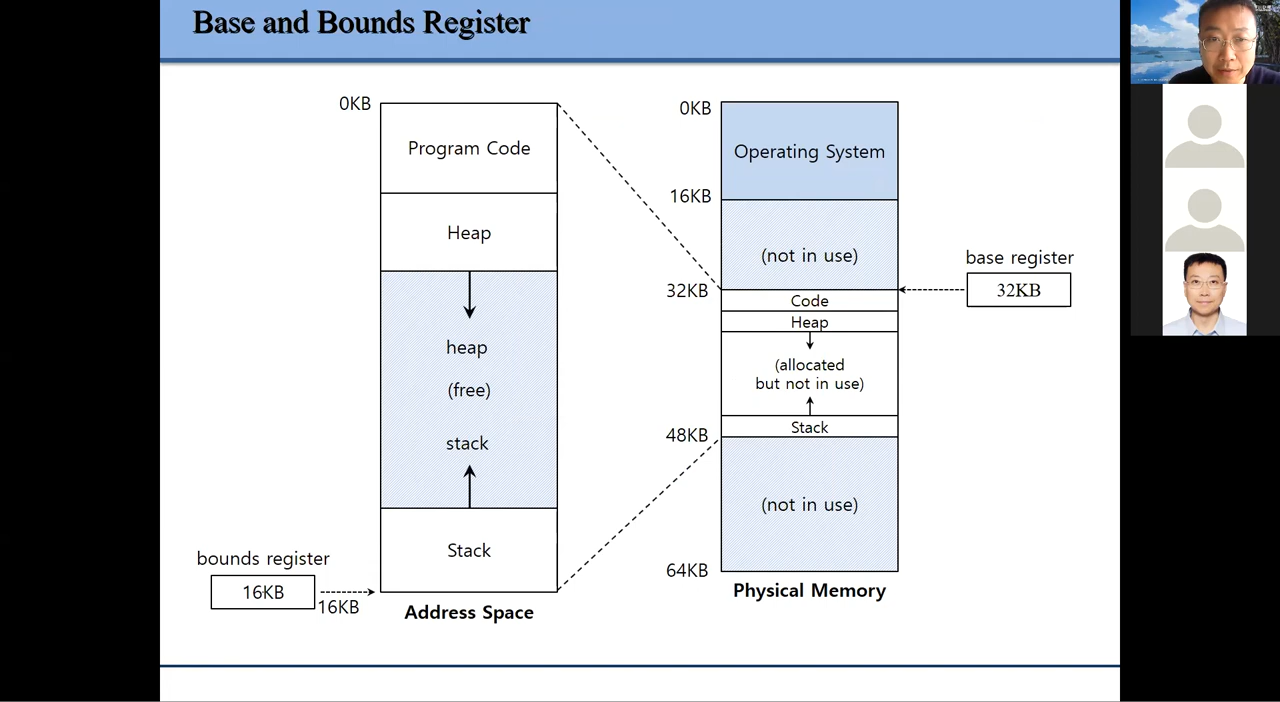 Base and Bounds Register
0KB
Program Code
Heap
heap
(free)
stack
Stack
bounds register
16KB
16KB
Address Space
0KB
Operating System
16KB
(not in use)
32KB
Code
Heap
(allocated
but not in use)
Stack
48KB
(not in use)
64KB
Physical Memory
base register
32KB